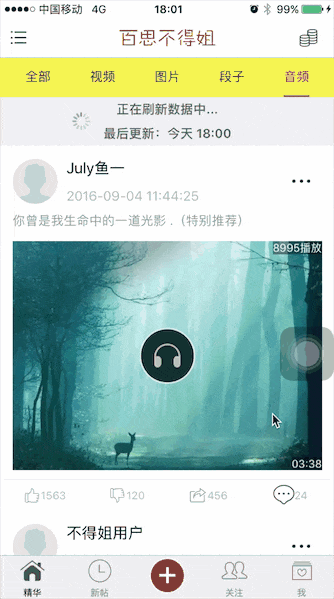 中国移动 4G 18:01 99%
百思不得姐
全部 视频 图片 段子 音频
正在刷新数据中...
最后更新：今天 18:00
July鱼一
2016-09-04 11:44:25
你曾是我生命中的一道光影 .（特别推荐）
8995播放
03:38
1563 120 456 24
不得姐用户
精华 新帖 关注 我